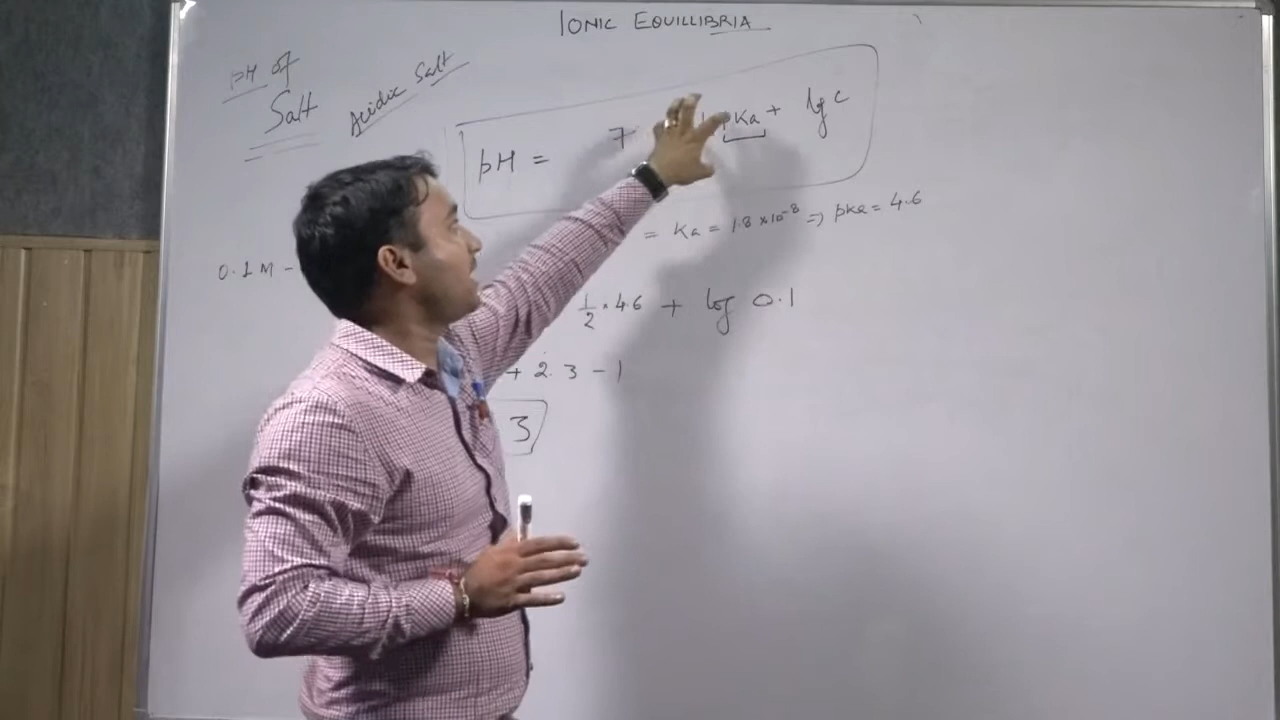 IONIC EQUILLIBRIA
pH of
Salt
Acidic Salt
pH = 7 pKa + log c
= Ka = 1.8 × 10⁻⁸ ⇒ pka = 4.6
0.1 M -
1/2 × 4.6 + log 0.1
+ 2.3 - 1
3